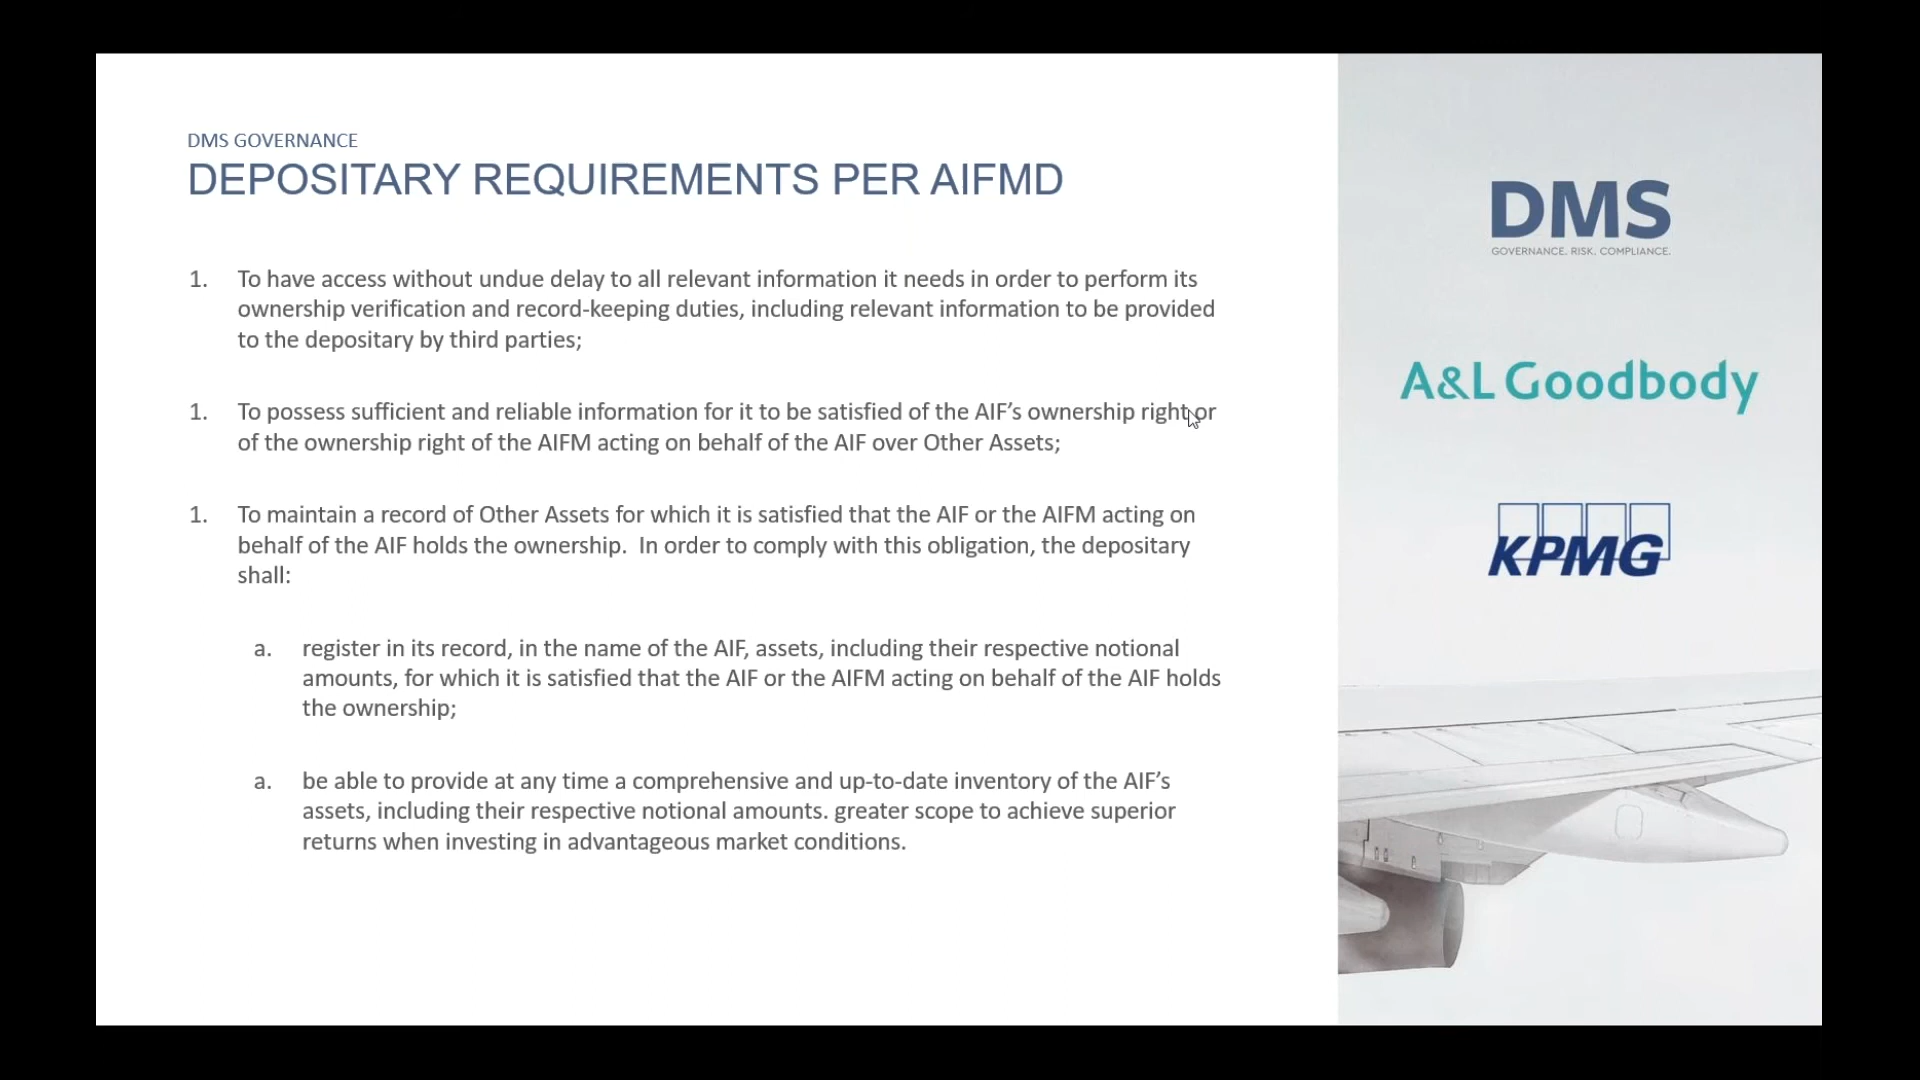 DMS GOVERNANCE
DEPOSITARY REQUIREMENTS PER AIFMD
1. To have access without undue delay to all relevant information it needs in order to perform its
ownership verification and record-keeping duties, including relevant information to be provided
to the depositary by third parties;
1. To possess sufficient and reliable information for it to be satisfied of the AIF's ownership right or
of the ownership right of the AIFM acting on behalf of the AIF over Other Assets;
1. To maintain a record of Other Assets for which it is satisfied that the AIF or the AIFM acting on
behalf of the AIF holds the ownership.  In order to comply with this obligation, the depositary
shall:
a. register in its record, in the name of the AIF, assets, including their respective notional
amounts, for which it is satisfied that the AIF or the AIFM acting on behalf of the AIF holds
the ownership;
a. be able to provide at any time a comprehensive and up-to-date inventory of the AIF's
assets, including their respective notional amounts. greater scope to achieve superior
returns when investing in advantageous market conditions.
DMS
GOVERNANCE. RISK. COMPLIANCE.
A&L Goodbody
KPMG